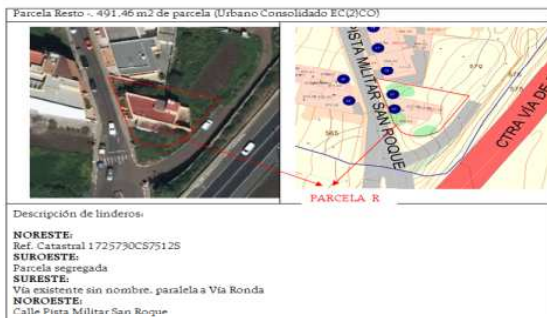 Parcela Resto -. 491,46 m2 de parcela (Urbano Consolidado EC(2)CO)
PISTA MILITAR SAN ROQUE
CTRA VÍA DE
PARCELA R
Descripción de linderos:
NORESTE:
Ref. Catastral 1725730CS7512S
SUROESTE:
Parcela segregada
SURESTE:
Vía existente sin nombre, paralela a Vía Ronda
NOROESTE:
Calle Pista Militar San Roque